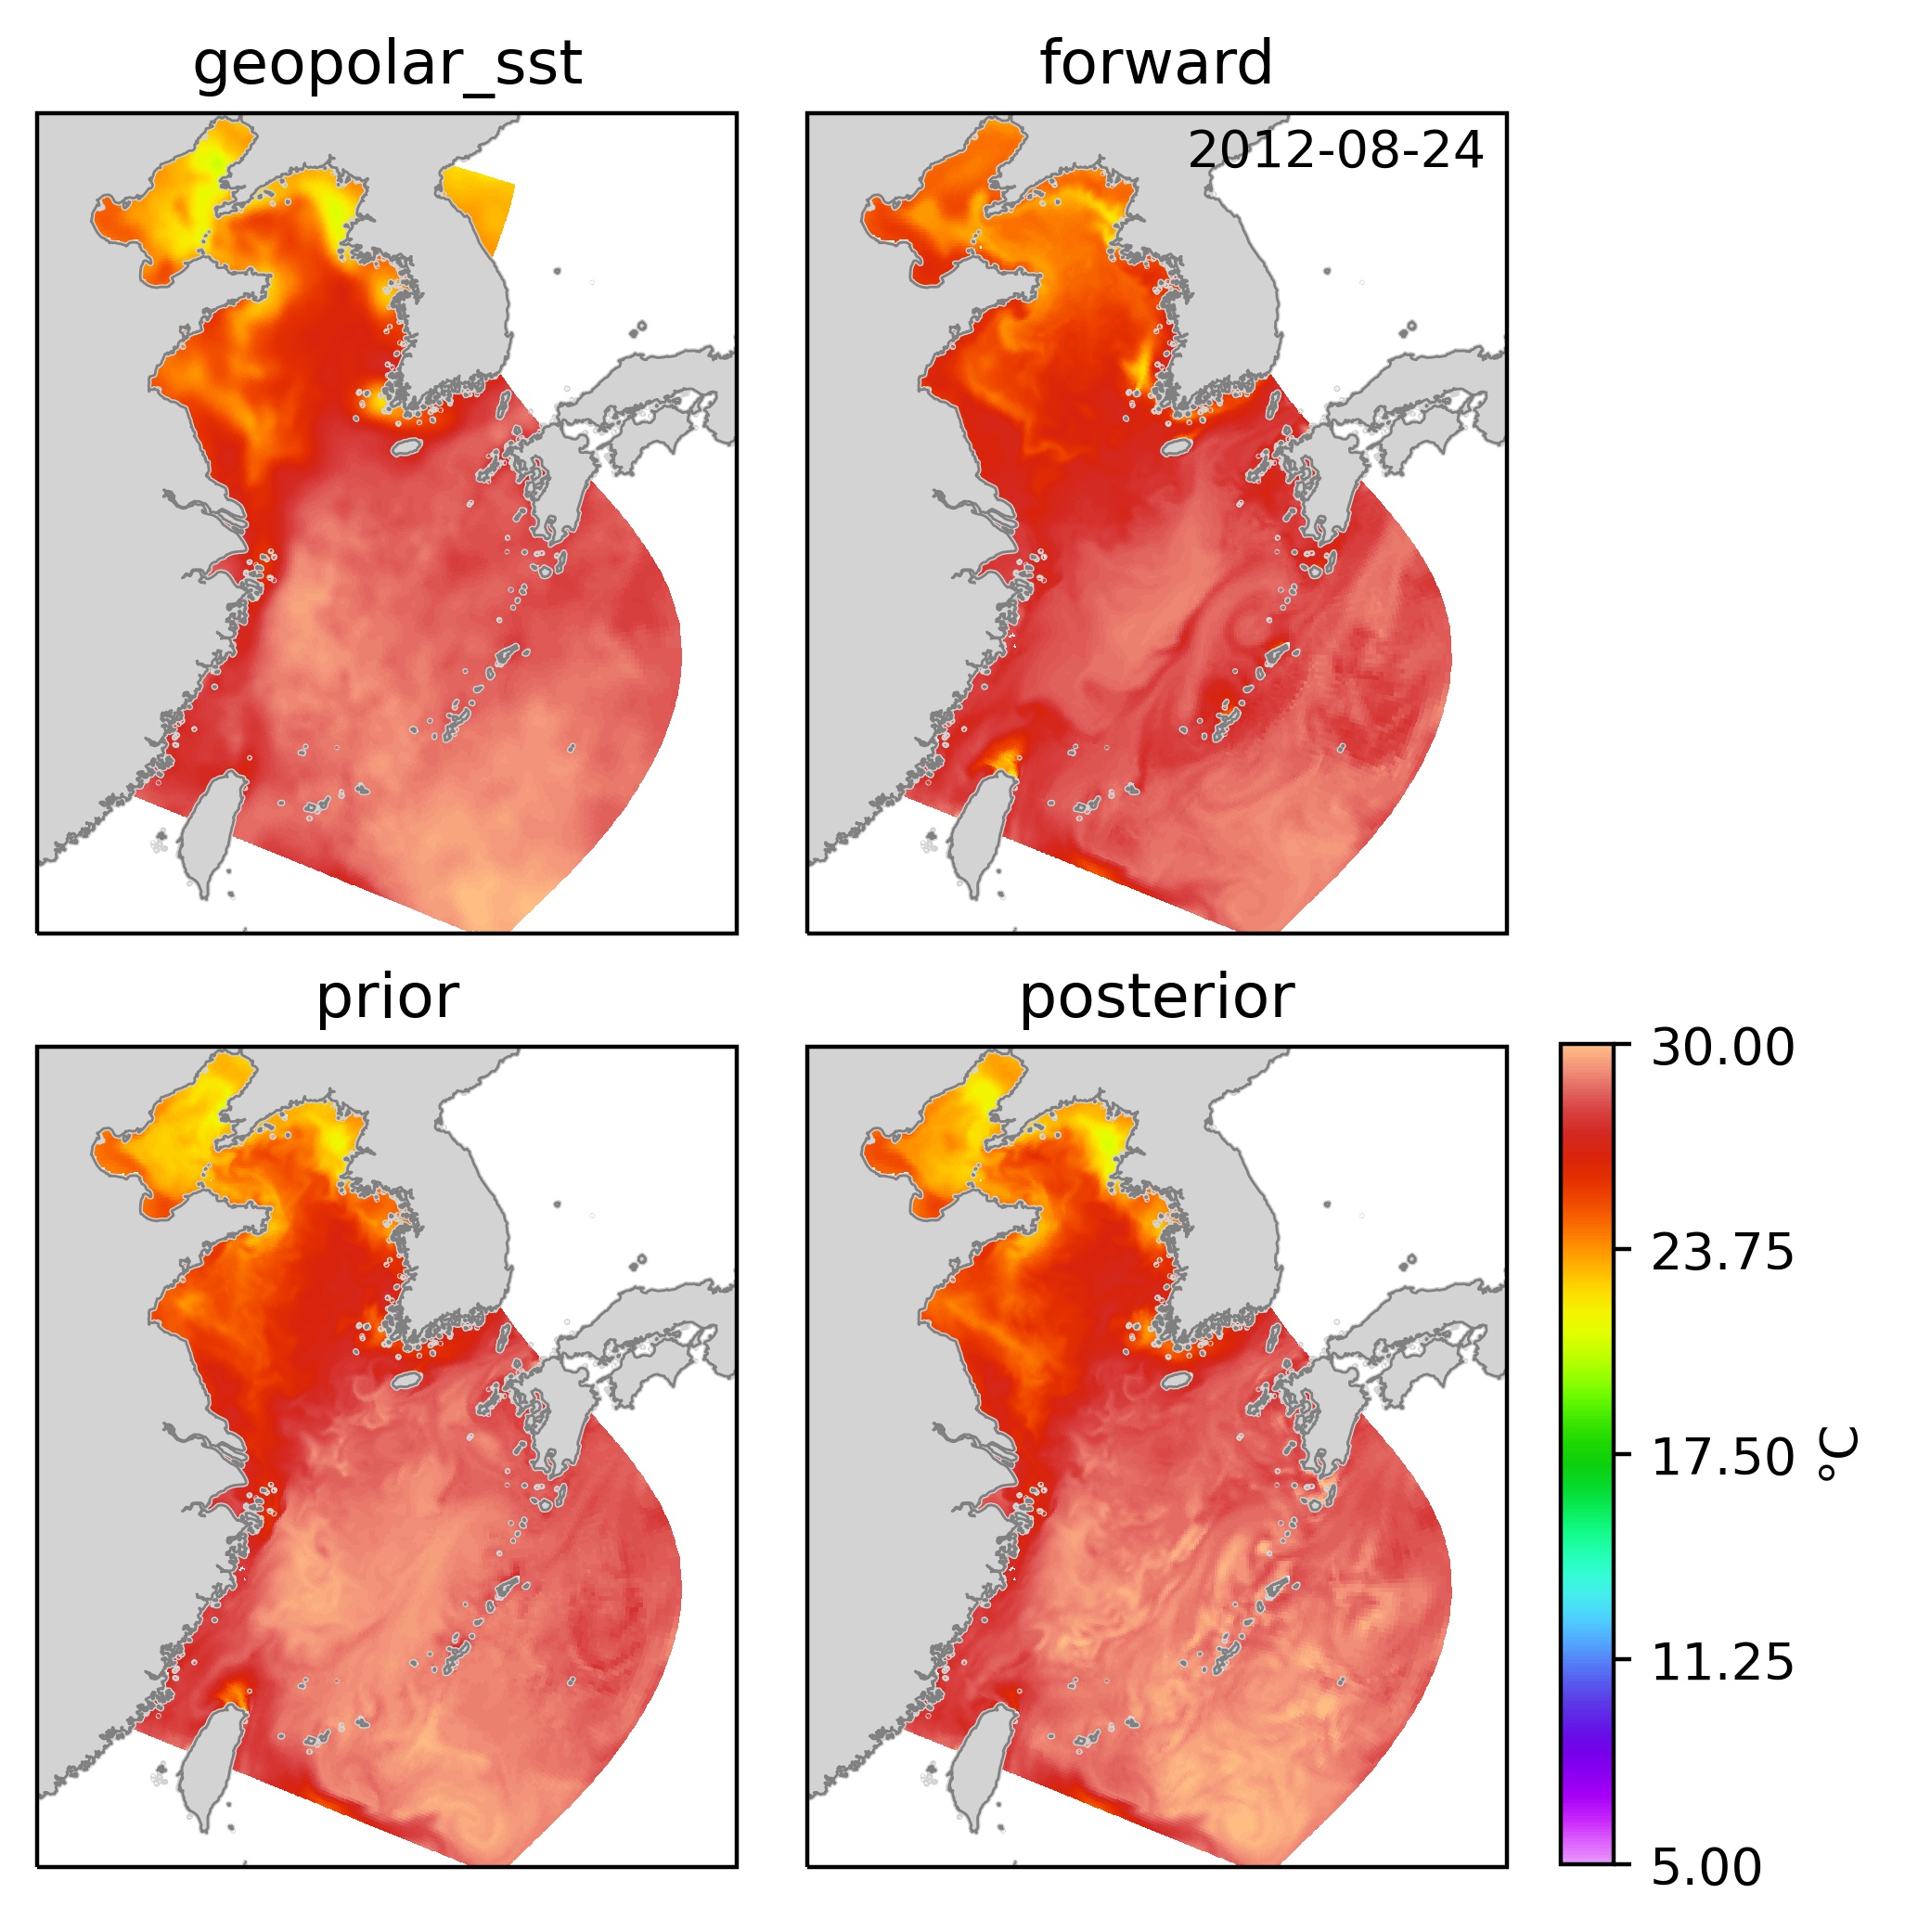 geopolar_sst
forward
2012-08-24
prior
posterior
30.00
23.75
17.50
11.25
5.00
°C